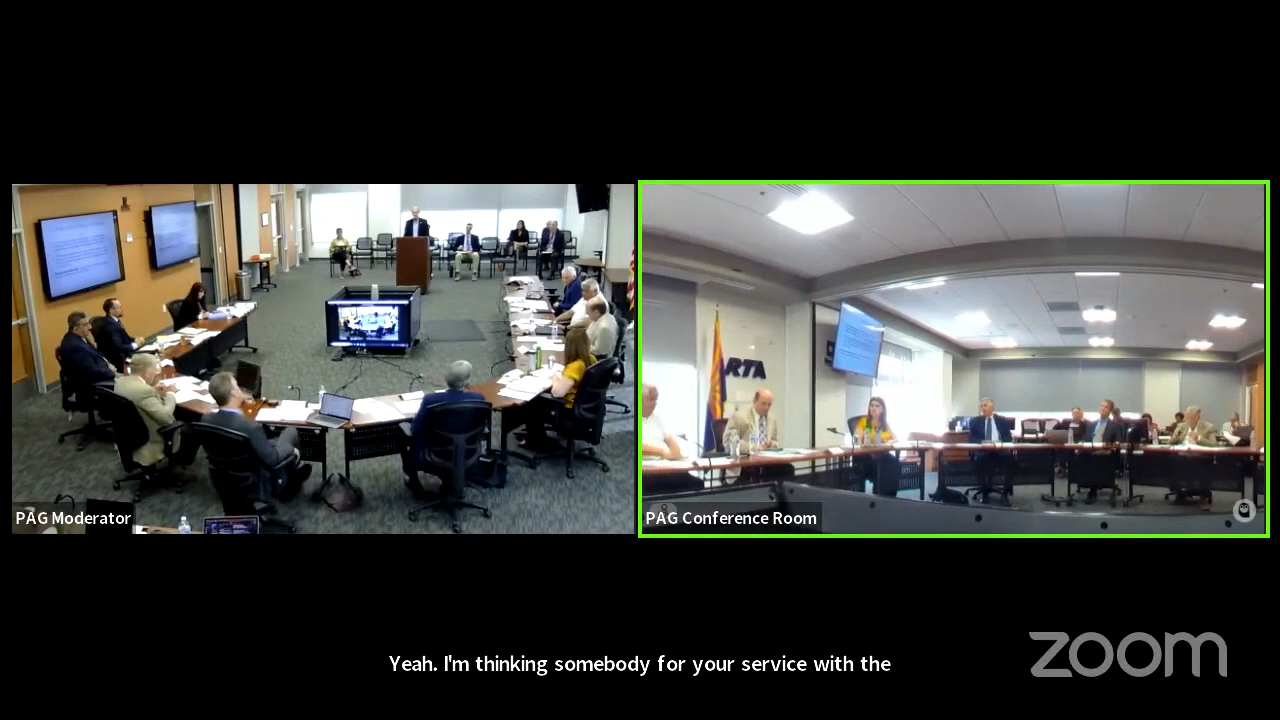 RTA
PAG Moderator
PAG Conference Room
Yeah. I'm thinking somebody for your service with the
zoom